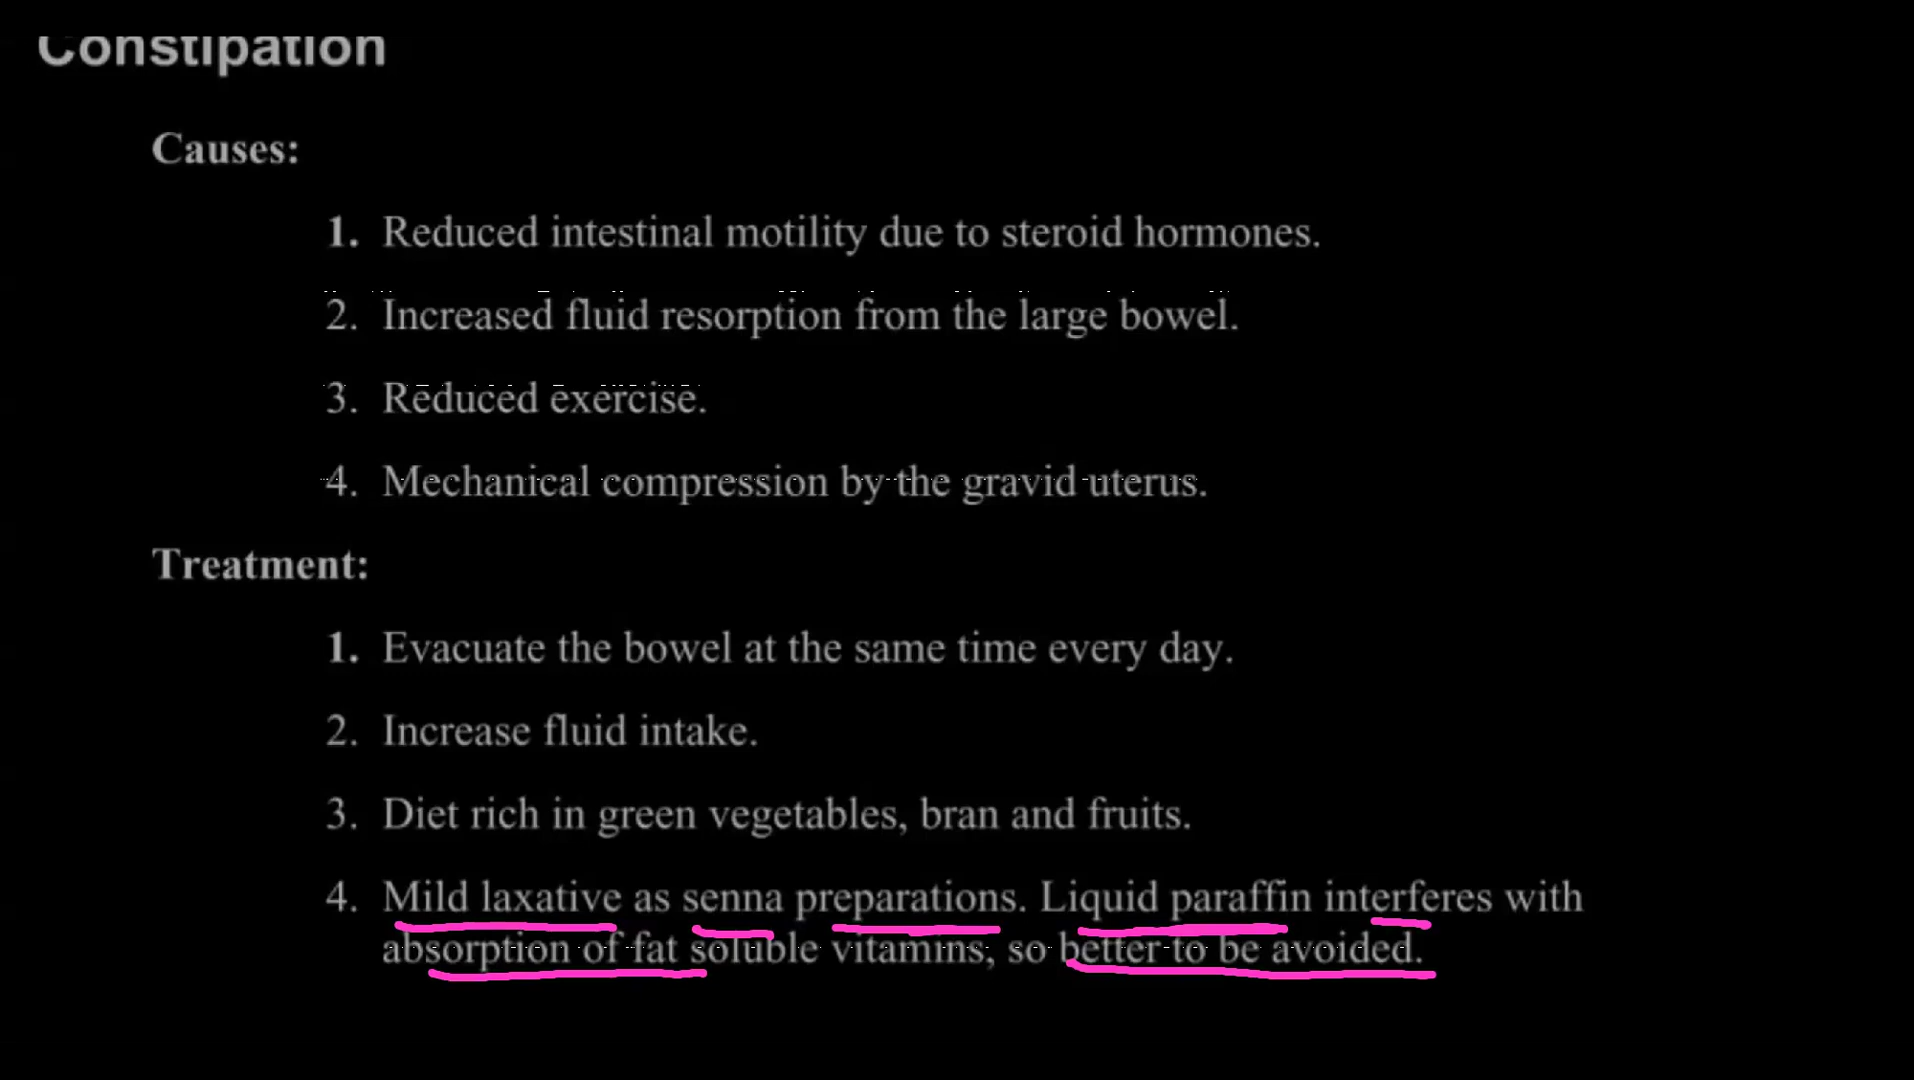 Constipation
Causes:
1. Reduced intestinal motility due to steroid hormones.
2. Increased fluid resorption from the large bowel.
3. Reduced exercise.
4. Mechanical compression by the gravid uterus.
Treatment:
1. Evacuate the bowel at the same time every day.
2. Increase fluid intake.
3. Diet rich in green vegetables, bran and fruits.
4. Mild laxative as senna preparations. Liquid paraffin interferes with
absorption of fat soluble vitamins, so better to be avoided.